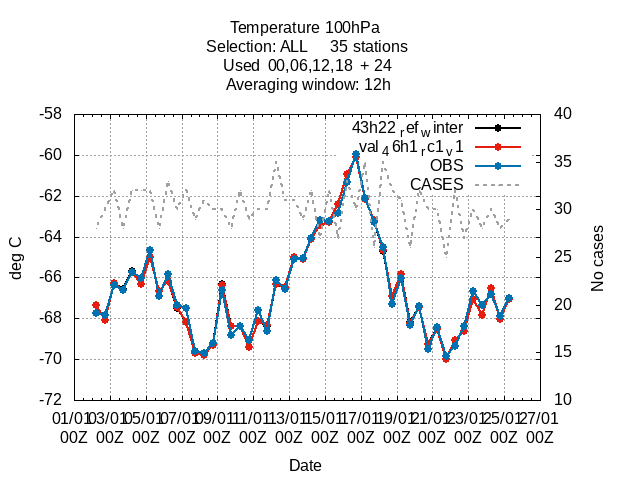 Temperature 100hPa
Selection: ALL 35 stations
Used 00,06,12,18 + 24
Averaging window: 12h
-58 40
43h22 refwinter
val46h1rc1v1
OBS
CASES
-60 35
-62 30
-64
25
-66
20
-68
-70 15
-72 10
deg C
No cases
01/01 03/01 05/01 07/01 09/01 11/01 13/01 15/01 17/01 19/01 21/01 23/01 25/01 27/01
00Z 00Z 00Z 00Z 00Z 00Z 00Z 00Z 00Z 00Z 00Z 00Z 00Z 00Z
Date